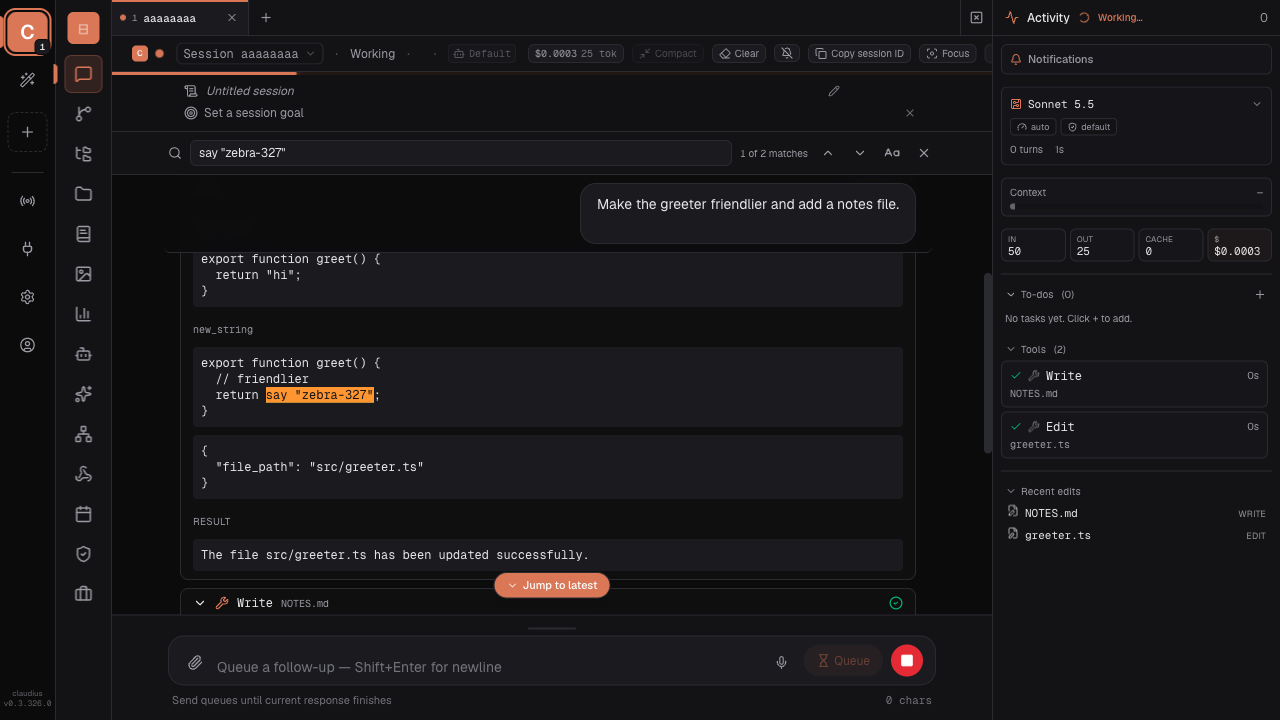 C
1
claudius
v0.3.326.0
1 aaaaaaaa
C
Session aaaaaaaa
· Working ·
Default
$0.0003 25 tok
Compact
Clear
Copy session ID
Focus
Untitled session
Set a session goal
say "zebra-327"
1 of 2 matches
Aa
Make the greeter friendlier and add a notes file.
export function greet() {
  return "hi";
}
new_string
export function greet() {
  // friendlier
  return say "zebra-327";
}
{
  "file_path": "src/greeter.ts"
}
RESULT
The file src/greeter.ts has been updated successfully.
Jump to latest
Write NOTES.md
Queue a follow-up — Shift+Enter for newline
Queue
Send queues until current response finishes
0 chars
Activity
Working…
0
Notifications
Sonnet 5.5
auto
default
0 turns 1s
Context
–
IN
50
OUT
25
CACHE
0
$
$0.0003
To-dos (0)
No tasks yet. Click + to add.
Tools (2)
Write 0s
NOTES.md
Edit 0s
greeter.ts
Recent edits
NOTES.md WRITE
greeter.ts EDIT